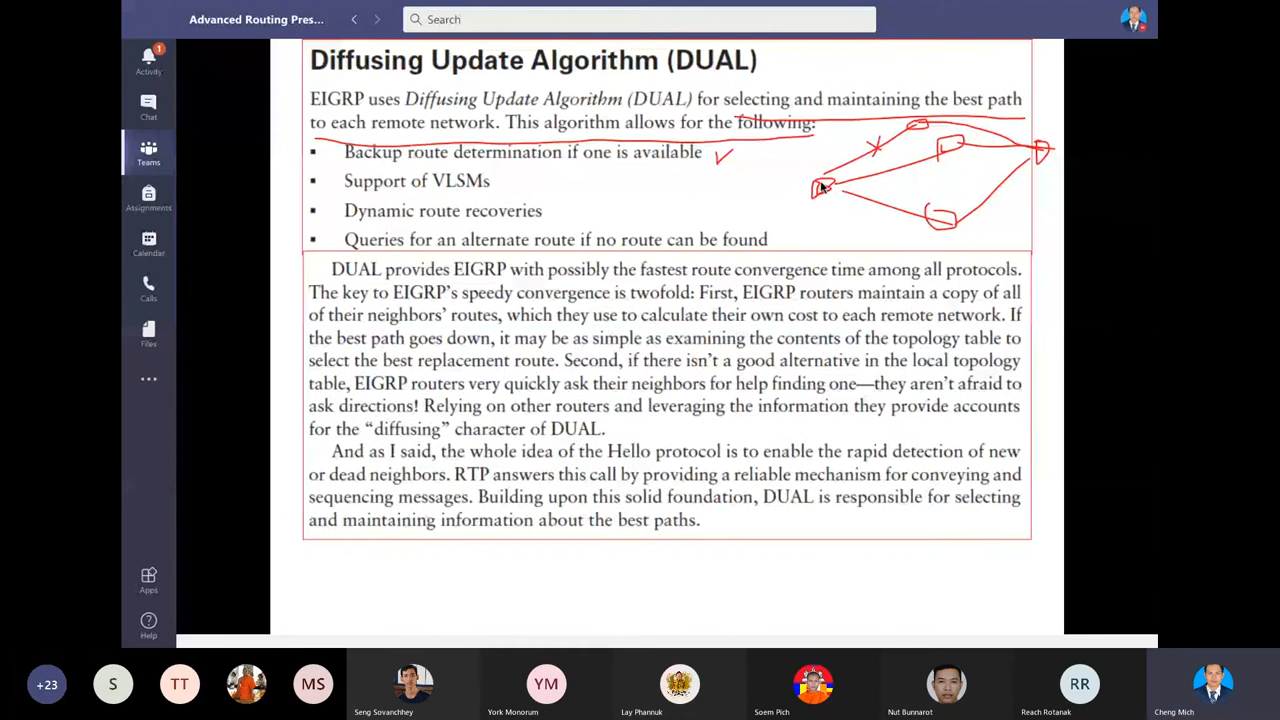 Advanced Routing Pres...
Search
1
Activity
Chat
Teams
Assignments
Calendar
Calls
Files
Apps
Help
Diffusing Update Algorithm (DUAL)
EIGRP uses Diffusing Update Algorithm (DUAL) for selecting and maintaining the best path
to each remote network. This algorithm allows for the following:
▪ Backup route determination if one is available
▪ Support of VLSMs
▪ Dynamic route recoveries
▪ Queries for an alternate route if no route can be found
DUAL provides EIGRP with possibly the fastest route convergence time among all protocols.
The key to EIGRP's speedy convergence is twofold: First, EIGRP routers maintain a copy of all
of their neighbors' routes, which they use to calculate their own cost to each remote network. If
the best path goes down, it may be as simple as examining the contents of the topology table to
select the best replacement route. Second, if there isn't a good alternative in the local topology
table, EIGRP routers very quickly ask their neighbors for help finding one—they aren't afraid to
ask directions! Relying on other routers and leveraging the information they provide accounts
for the "diffusing" character of DUAL.
And as I said, the whole idea of the Hello protocol is to enable the rapid detection of new
or dead neighbors. RTP answers this call by providing a reliable mechanism for conveying and
sequencing messages. Building upon this solid foundation, DUAL is responsible for selecting
and maintaining information about the best paths.
+23
S
TT
MS
Seng Sovanchhey
YM
York Monorum
Lay Phannuk
Soem Pich
Nut Bunnarot
RR
Reach Rotanak
Cheng Mich